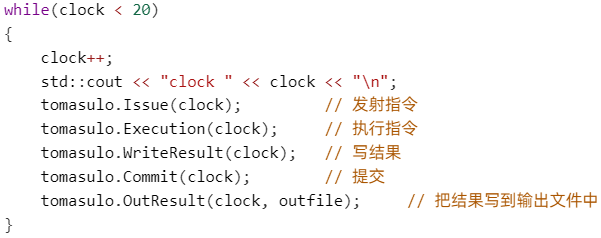 while(clock < 20)
{
    clock++;
    std::cout << "clock " << clock << "\n";
    tomasulo.Issue(clock);         // 发射指令
    tomasulo.Execution(clock);     // 执行指令
    tomasulo.WriteResult(clock);   // 写结果
    tomasulo.Commit(clock);        // 提交
    tomasulo.OutResult(clock, outfile);     // 把结果写到输出文件中
}